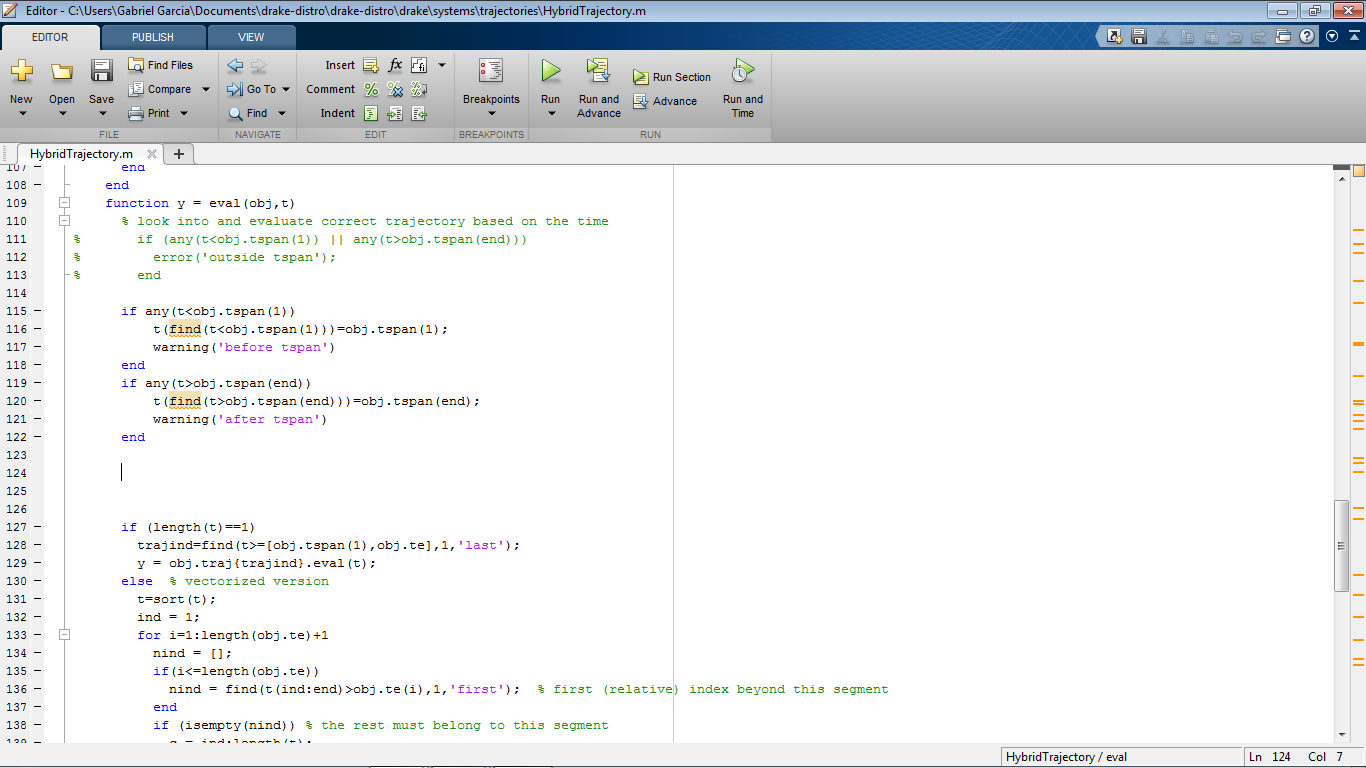 Editor - C:\Users\Gabriel Garcia\Documents\drake-distro\drake-distro\drake\systems\trajectories\HybridTrajectory.m
EDITOR PUBLISH VIEW
New Open Save Find Files Compare Print
Go To Find
Insert Comment Indent
Breakpoints
Run Run and Advance Run Section Advance Run and Time
FILE NAVIGATE EDIT BREAKPOINTS RUN
HybridTrajectory.m
107 end
108 end
109 function y = eval(obj,t)
110 % look into and evaluate correct trajectory based on the time
111 % if (any(t<obj.tspan(1)) || any(t>obj.tspan(end)))
112 % error('outside tspan');
113 % end
114
115 if any(t<obj.tspan(1))
116 t(find(t<obj.tspan(1)))=obj.tspan(1);
117 warning('before tspan')
118 end
119 if any(t>obj.tspan(end))
120 t(find(t>obj.tspan(end)))=obj.tspan(end);
121 warning('after tspan')
122 end
123
124
125
126
127 if (length(t)==1)
128 trajind=find(t>=[obj.tspan(1),obj.te],1,'last');
129 y = obj.traj{trajind}.eval(t);
130 else % vectorized version
131 t=sort(t);
132 ind = 1;
133 for i=1:length(obj.te)+1
134 nind = [];
135 if(i<=length(obj.te))
136 nind = find(t(ind:end)>obj.te(i),1,'first'); % first (relative) index beyond this segment
137 end
138 if (isempty(nind)) % the rest must belong to this segment
HybridTrajectory / eval Ln 124 Col 7